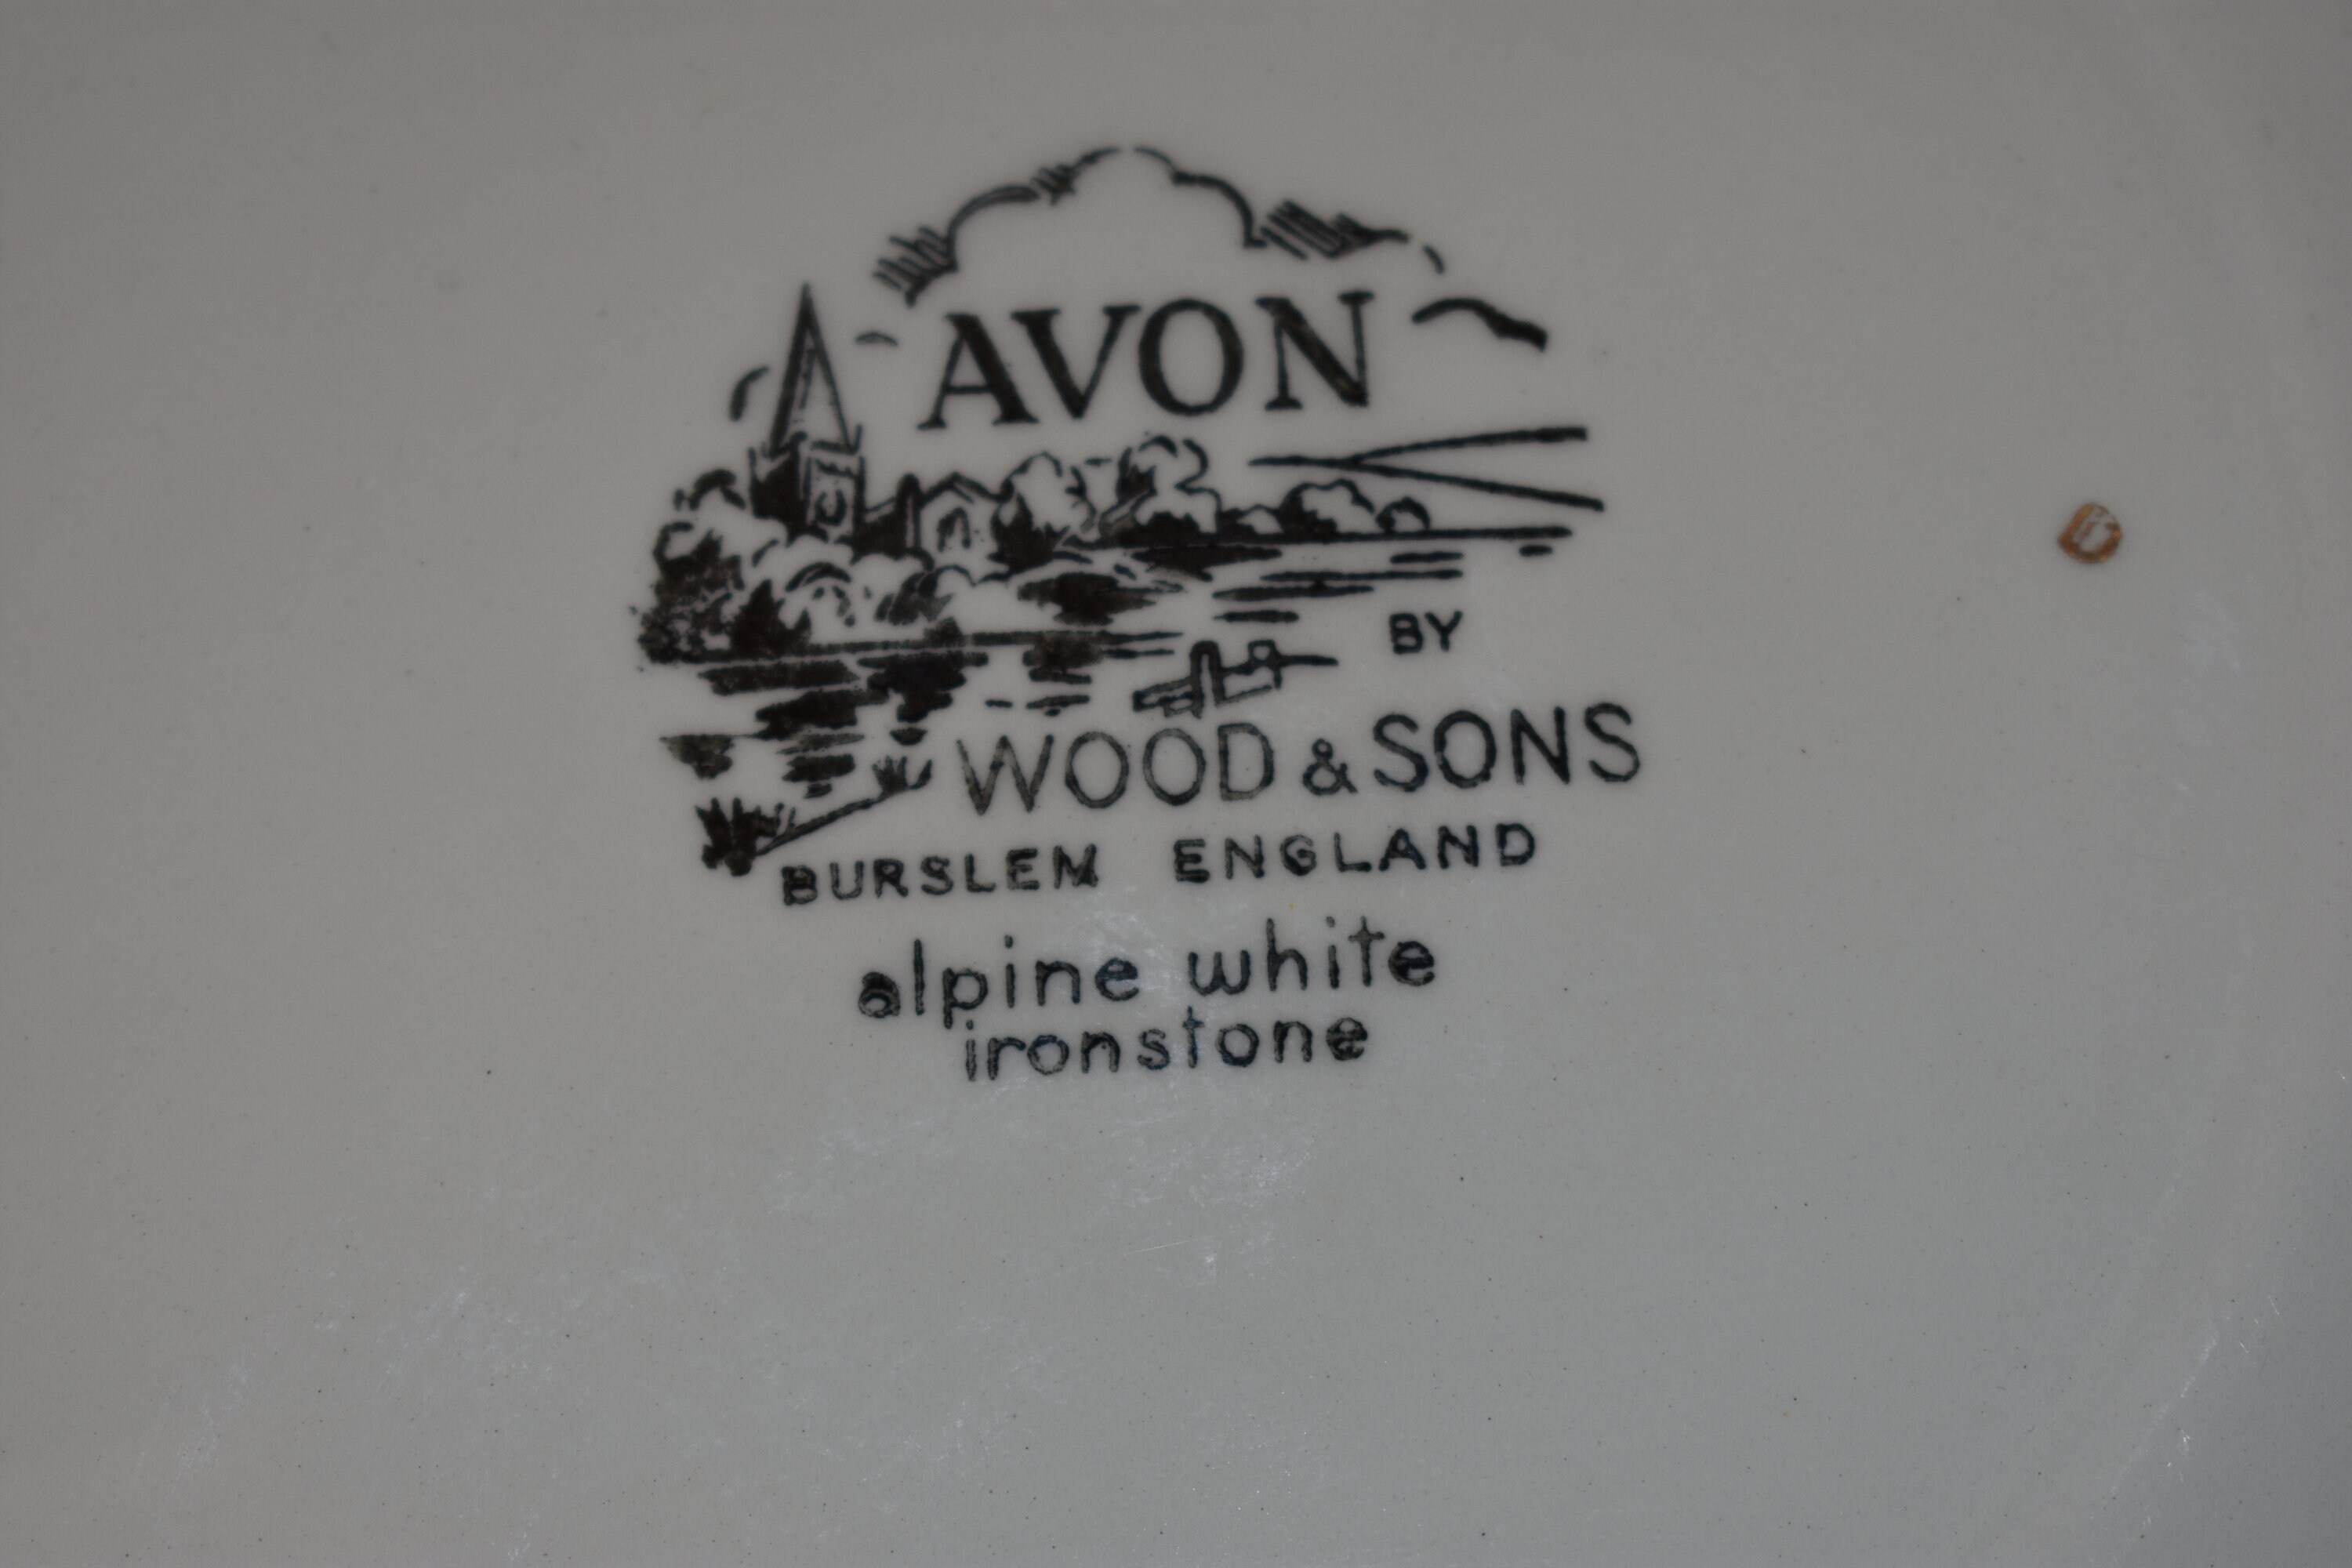 AVON
BY
WOOD & SONS
BURSLEM ENGLAND
alpine white
ironstone